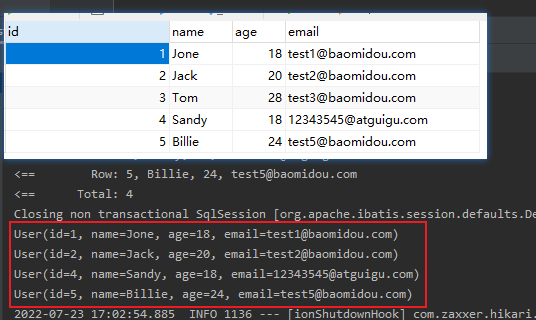 id name age email
1 Jone 18 test1@baomidou.com
2 Jack 20 test2@baomidou.com
3 Tom 28 test3@baomidou.com
4 Sandy 18 12343545@atguigu.com
5 Billie 24 test5@baomidou.com
<== Row: 5, Billie, 24, test5@baomidou.com
<== Total: 4
Closing non transactional SqlSession [org.apache.ibatis.session.defaults.De
User(id=1, name=Jone, age=18, email=test1@baomidou.com)
User(id=2, name=Jack, age=20, email=test2@baomidou.com)
User(id=4, name=Sandy, age=18, email=12343545@atguigu.com)
User(id=5, name=Billie, age=24, email=test5@baomidou.com)
2022-07-23 17:02:54.885 INFO 1136 --- [ionShutdownHook] com.zaxxer.hikari.